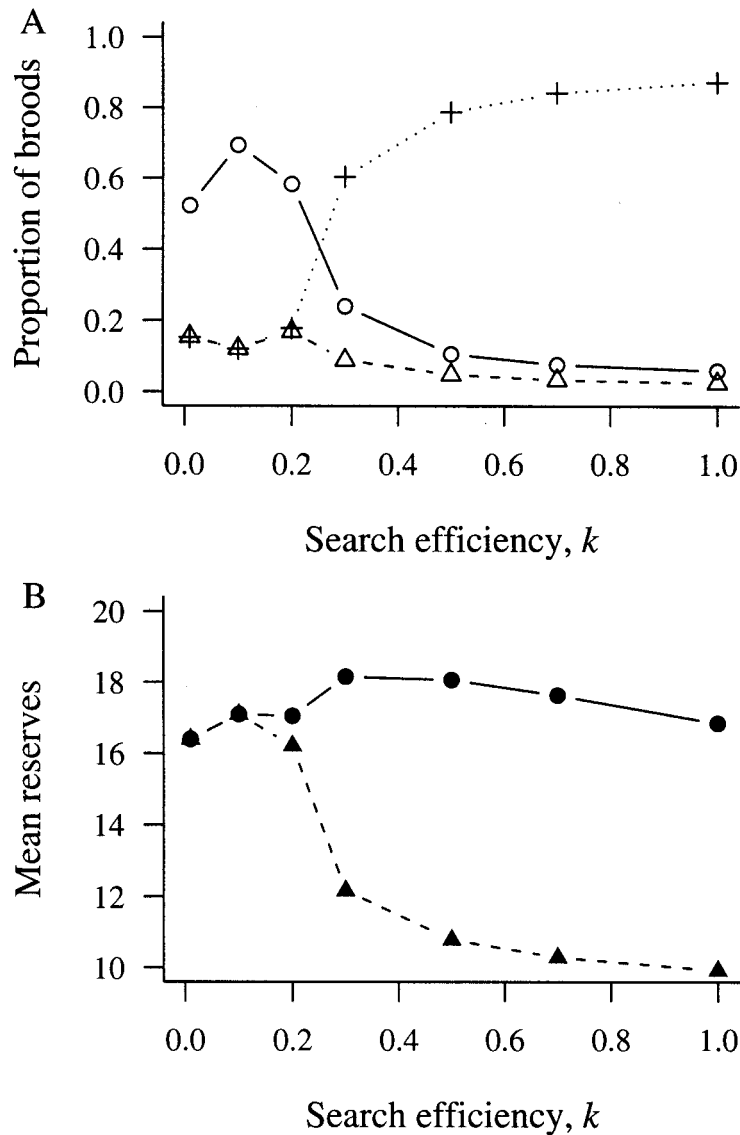 A
Proportion of broods
1.0
0.8
0.6
0.4
0.2
0.0
0.0 0.2 0.4 0.6 0.8 1.0
Search efficiency, k
B
Mean reserves
20
18
16
14
12
10
0.0 0.2 0.4 0.6 0.8 1.0
Search efficiency, k